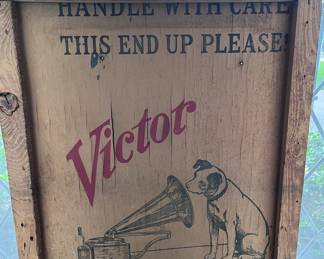 HANDLE WITH CARE
THIS END UP PLEASE!
Victor